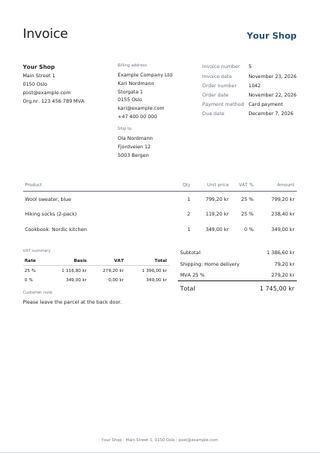 Invoice
Your Shop
Your Shop
Main Street 1
0150 Oslo
post@example.com
Org.nr. 123 456 789 MVA
Billing address
Example Company Ltd
Kari Nordmann
Storgata 1
0155 Oslo
kari@example.com
+47 400 00 000
Ship to
Ola Nordmann
Fjordveien 12
5003 Bergen
Invoice number 5
Invoice date November 23, 2026
Order number 1042
Order date November 22, 2026
Payment method Card payment
Due date December 7, 2026
Product Qty Unit price VAT % Amount
Wool sweater, blue 1 799,20 kr 25 % 799,20 kr
Hiking socks (2-pack) 2 119,20 kr 25 % 238,40 kr
Cookbook: Nordic kitchen 1 349,00 kr 0 % 349,00 kr
VAT summary
Rate Basis VAT Total
25 % 1 116,80 kr 279,20 kr 1 396,00 kr
0 % 349,00 kr 0,00 kr 349,00 kr
Customer note
Please leave the parcel at the back door.
Subtotal 1 386,60 kr
Shipping: Home delivery 79,20 kr
MVA 25 % 279,20 kr
Total 1 745,00 kr
Your Shop · Main Street 1, 0150 Oslo · post@example.com